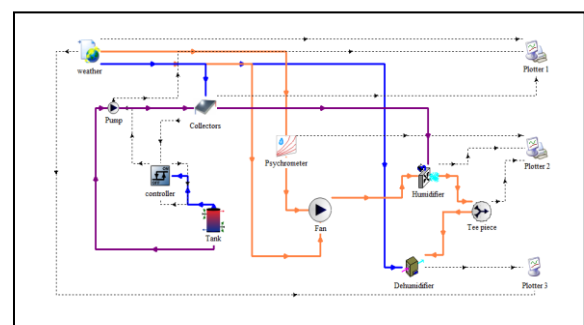 weather
Plotter 1
Pump
Collectors
Psychrometer
Plotter 2
controller
Humidifier
Tank
Fan
Tee piece
Dehumidifier
Plotter 3